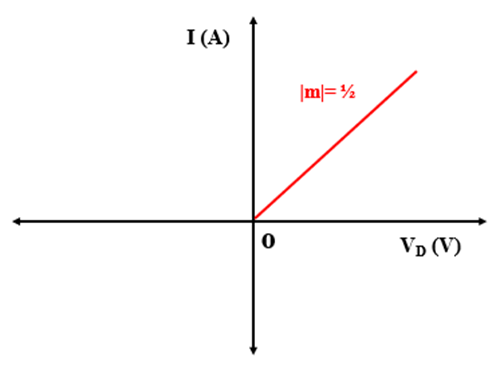 I (A)
|m|= ½
0
V_D (V)